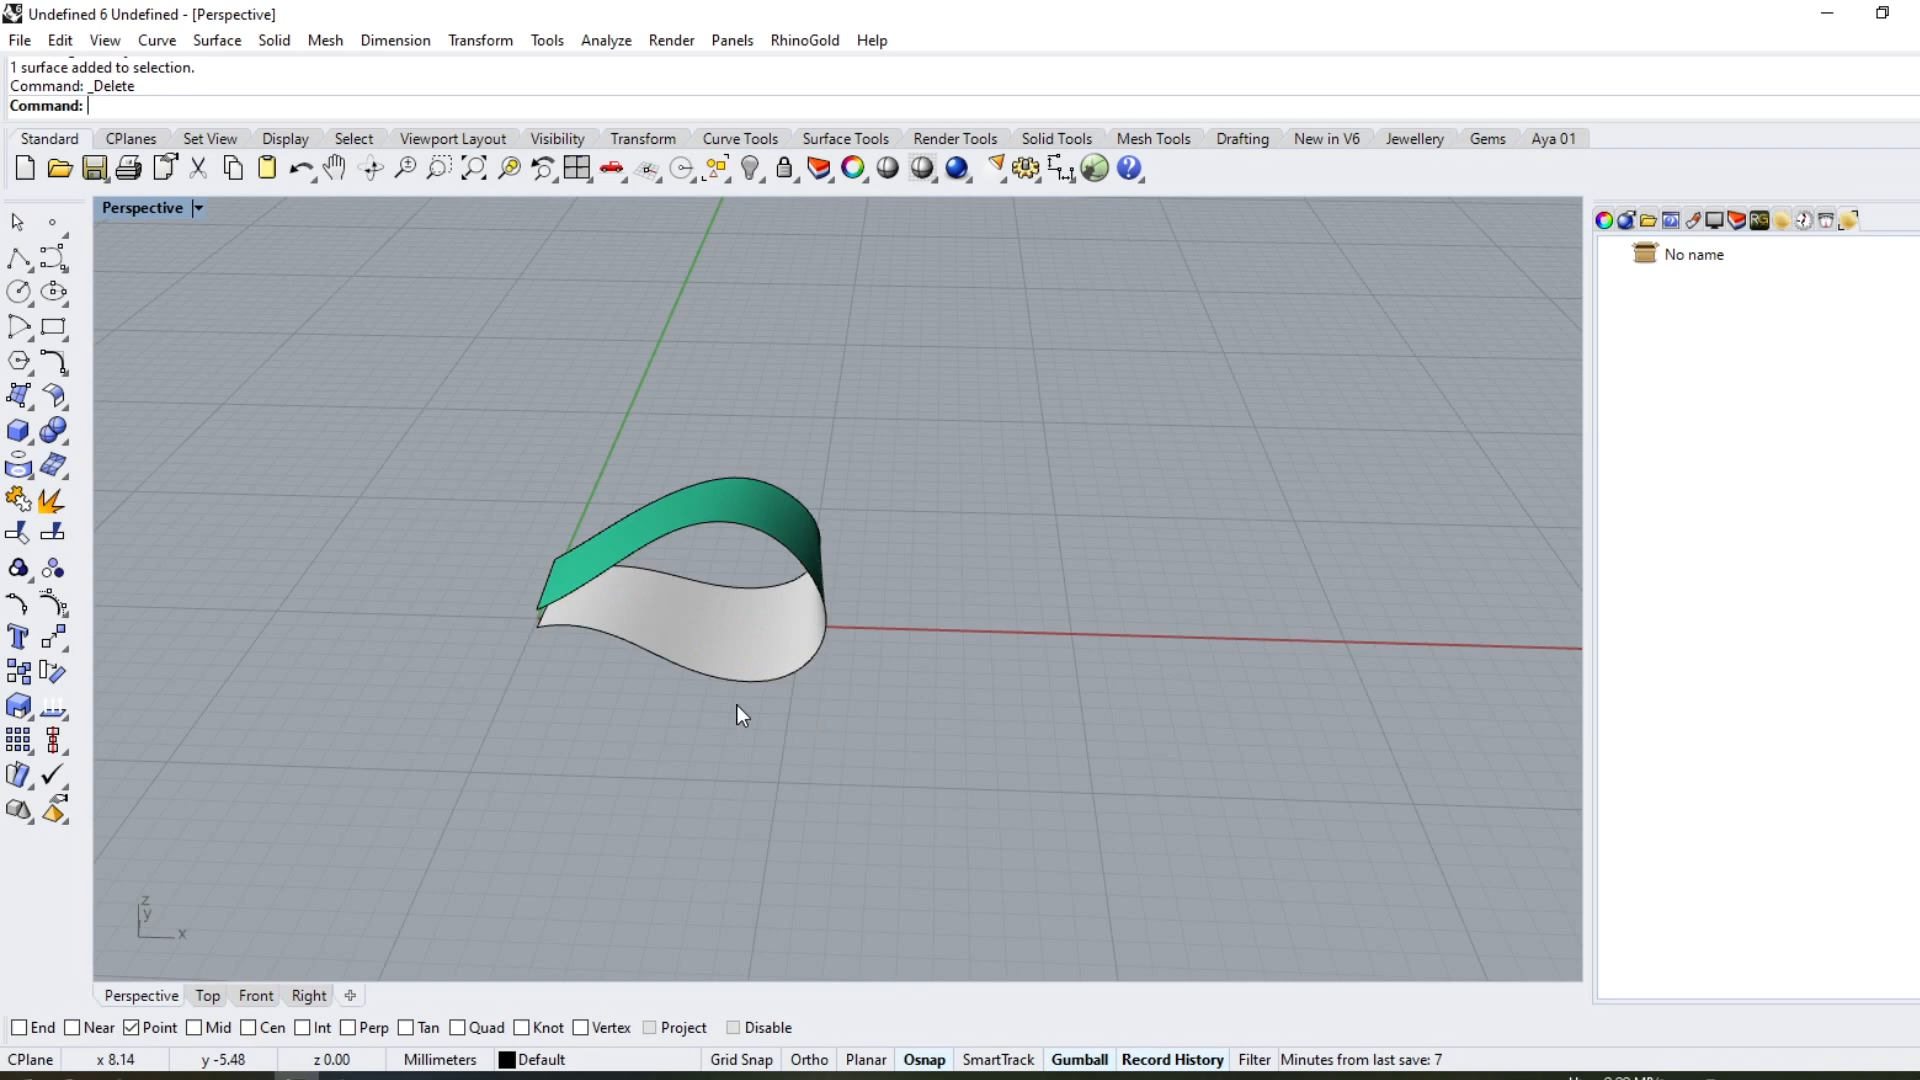 Undefined 6 Undefined - [Perspective]
File Edit View Curve Surface Solid Mesh Dimension Transform Tools Analyze Render Panels RhinoGold Help
1 surface added to selection.
Command: _Delete
Command:
Standard CPlanes Set View Display Select Viewport Layout Visibility Transform Curve Tools Surface Tools Render Tools Solid Tools Mesh Tools Drafting New in V6 Jewellery Gems Aya 01
Perspective
RG
No name
z
y
x
Perspective Top Front Right
End Near Point Mid Cen Int Perp Tan Quad Knot Vertex Project Disable
CPlane x 8.14 y -5.48 z 0.00 Millimeters Default Grid Snap Ortho Planar Osnap SmartTrack Gumball Record History Filter Minutes from last save: 7